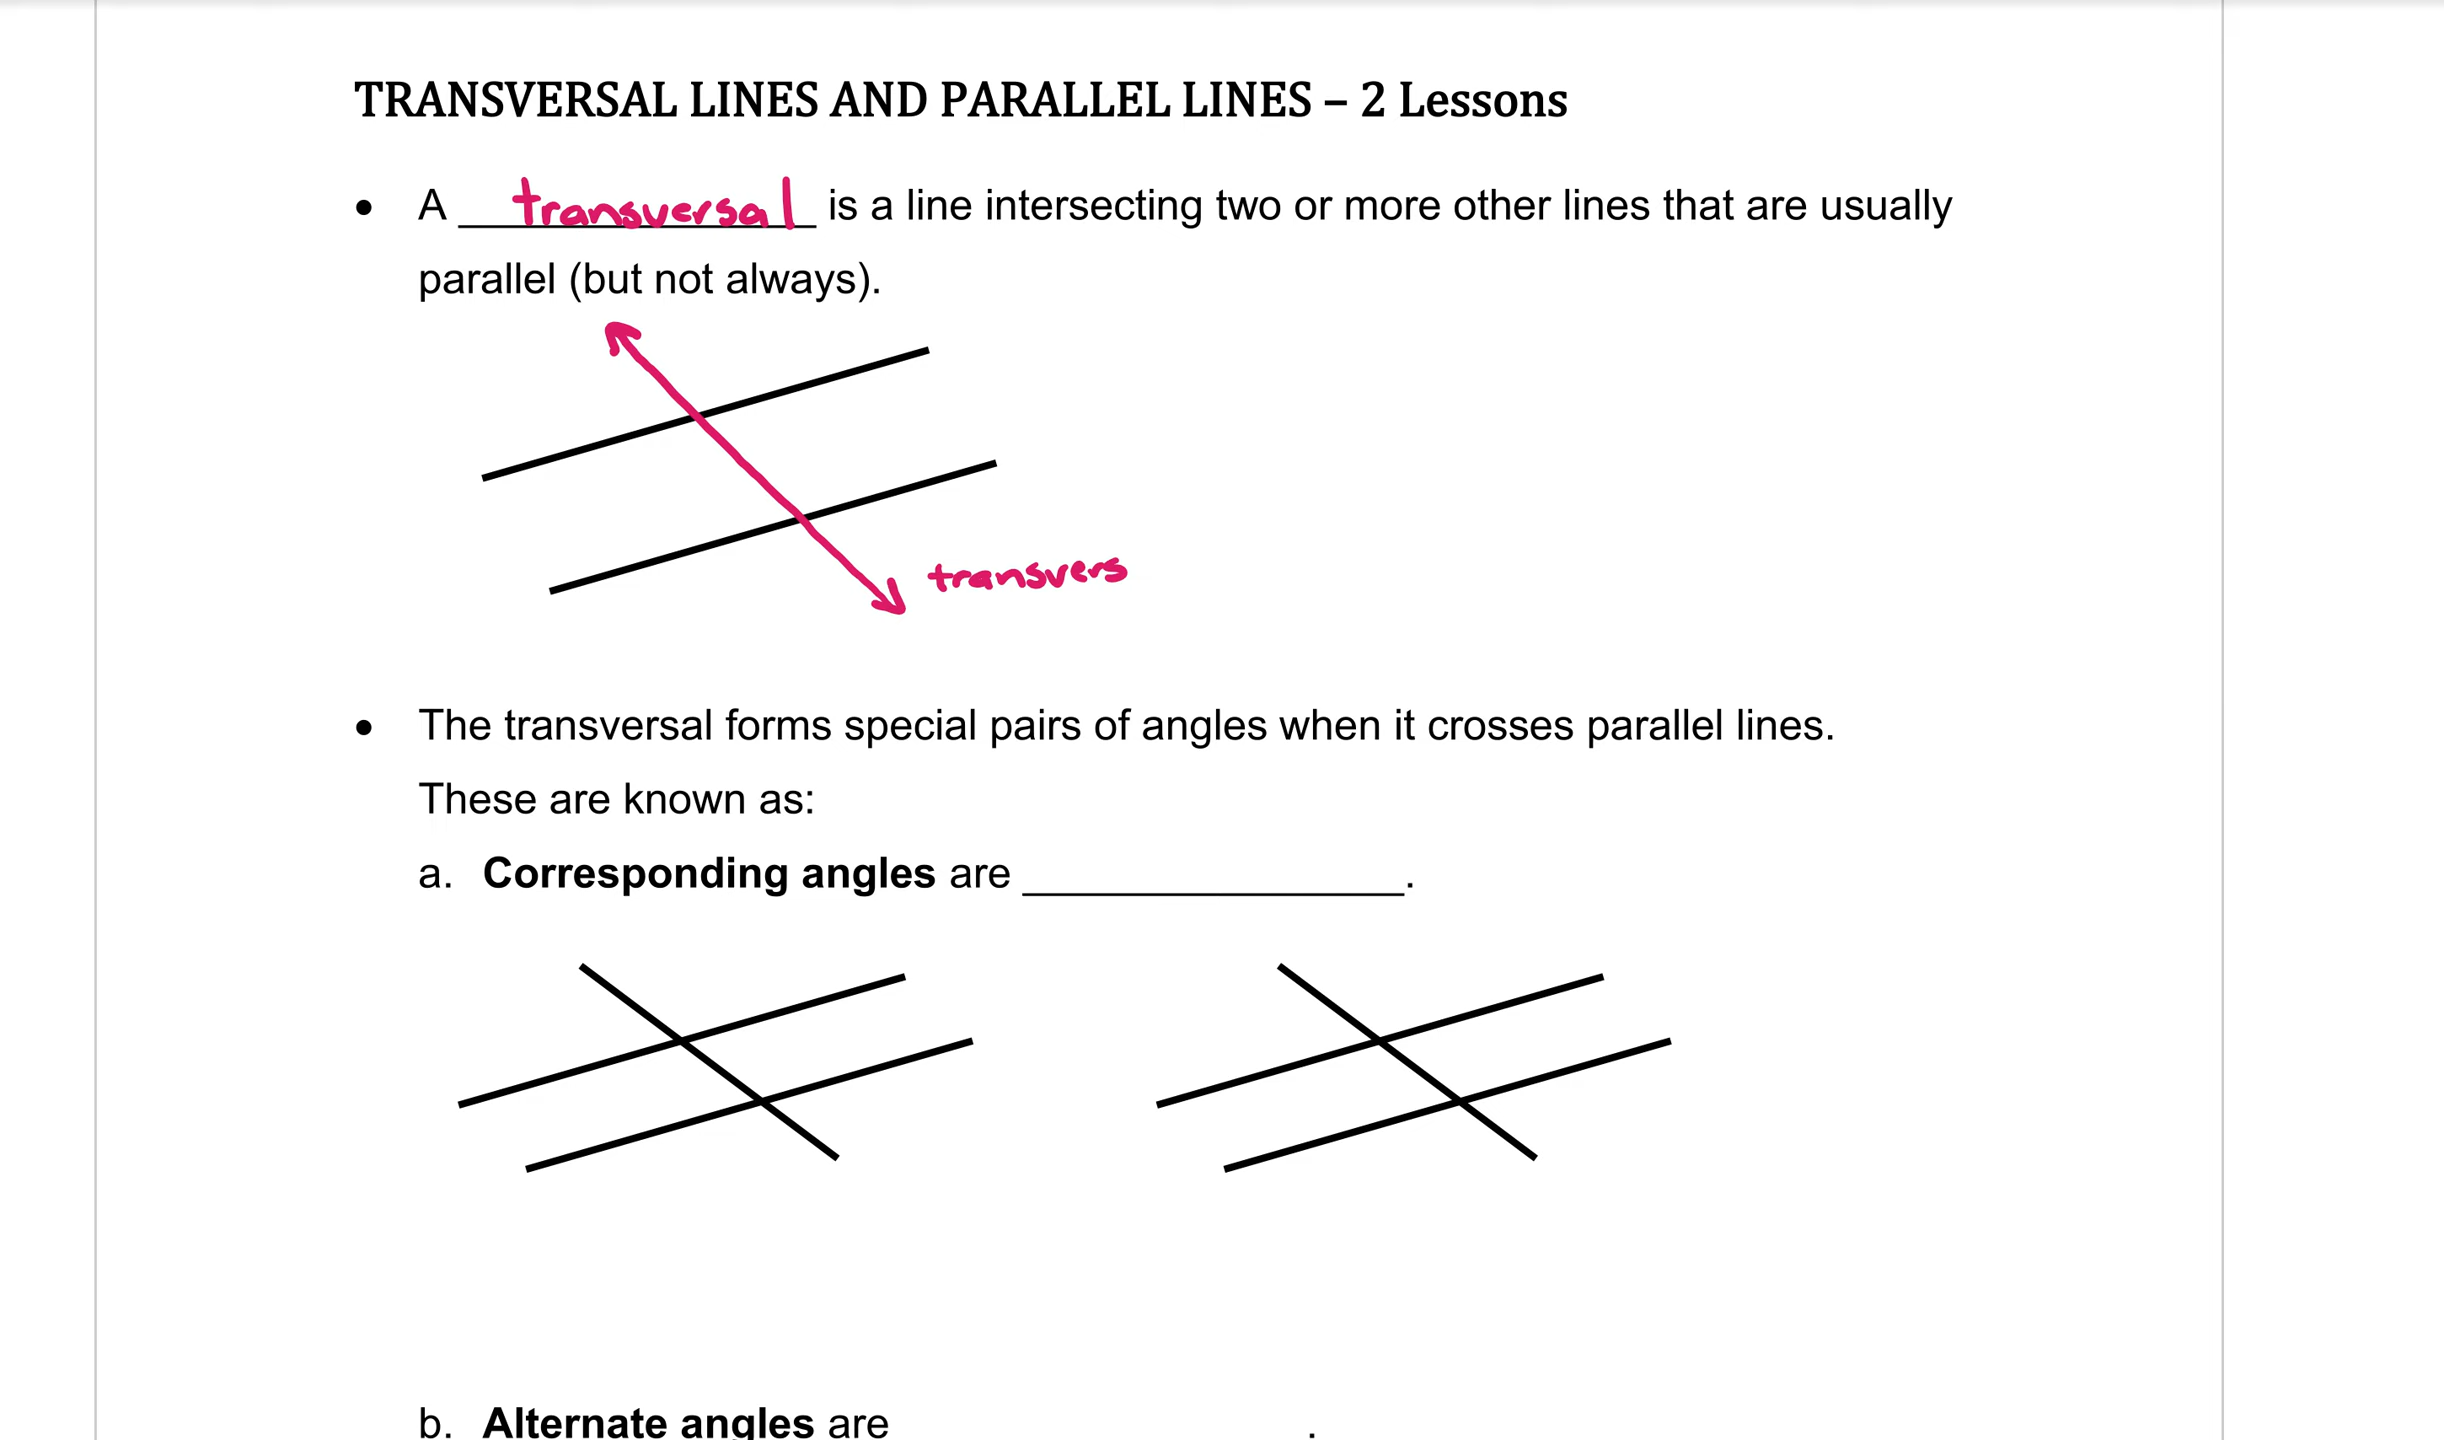 TRANSVERSAL LINES AND PARALLEL LINES – 2 Lessons
• A transversal is a line intersecting two or more other lines that are usually
parallel (but not always).
transvers
• The transversal forms special pairs of angles when it crosses parallel lines.
These are known as:
a. Corresponding angles are ________________.
b. Alternate angles are .